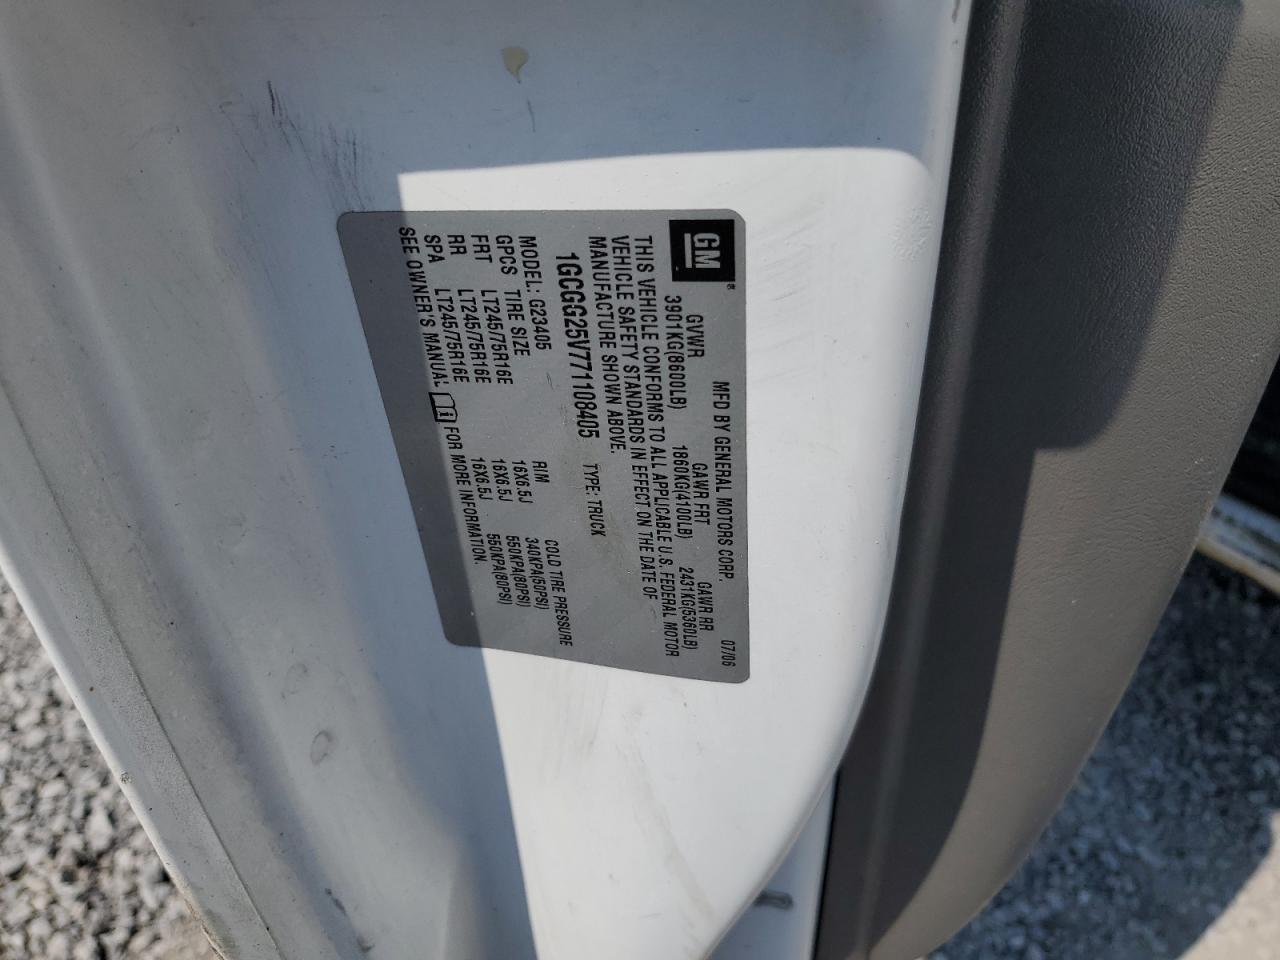 GM®
MFD BY GENERAL MOTORS CORP. 07/06
GVWR GAWR FRT GAWR RR
3901KG(8600LB) 1860KG(4100LB) 2431KG(5360LB)
THIS VEHICLE CONFORMS TO ALL APPLICABLE U.S. FEDERAL MOTOR
VEHICLE SAFETY STANDARDS IN EFFECT ON THE DATE OF
MANUFACTURE SHOWN ABOVE.
1GCGG25V771108405 TYPE: TRUCK
MODEL: G23405
GPCS TIRE SIZE RIM COLD TIRE PRESSURE
FRT LT245/75R16E 16X6.5J 340KPA(50PSI)
RR LT245/75R16E 16X6.5J 550KPA(80PSI)
SPA LT245/75R16E 16X6.5J 550KPA(80PSI)
SEE OWNER'S MANUAL FOR MORE INFORMATION.